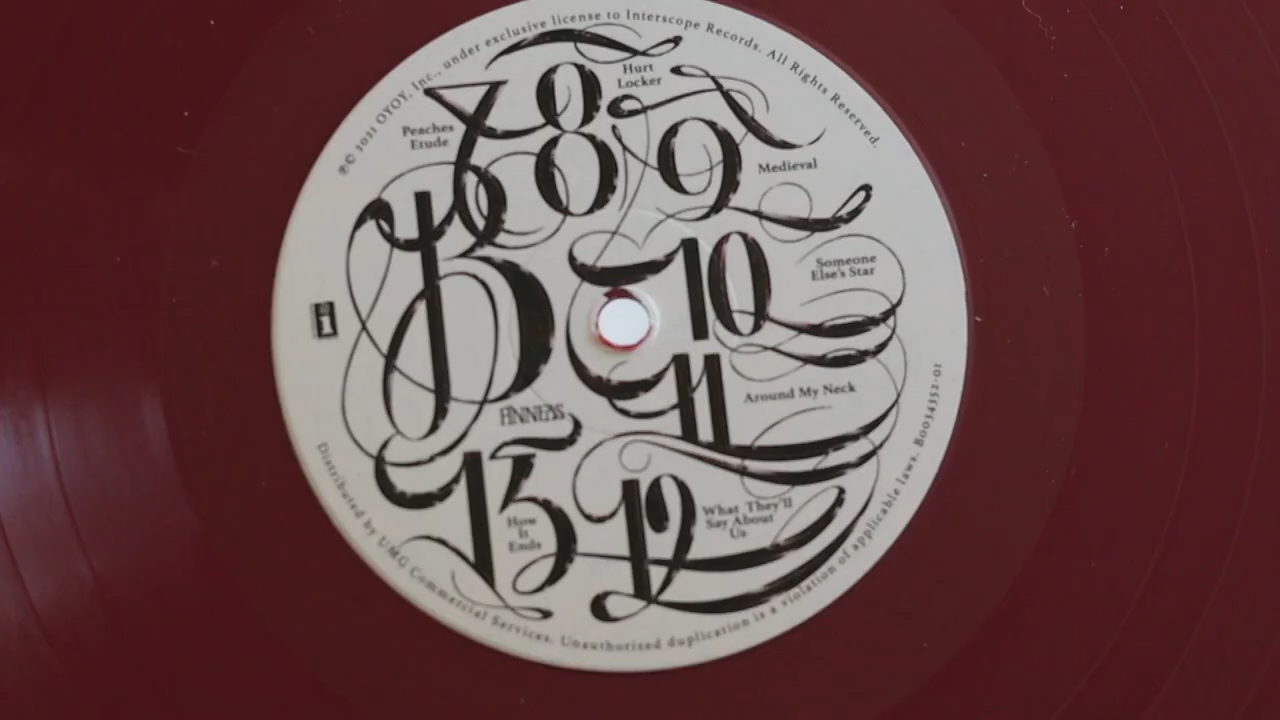 ℗© 2021 OYOY, Inc., under exclusive license to Interscope Records. All Rights Reserved.
7
Peaches
Etude
8
Hurt
Locker
9
Medieval
B
10
Someone
Else's Star
i
11
Around My Neck
FINNEAS
12
What They'll
Say About
Us
13
How
It
Ends
Distributed by UMG Commercial Services. Unauthorized duplication is a violation of applicable laws. B0034352-01